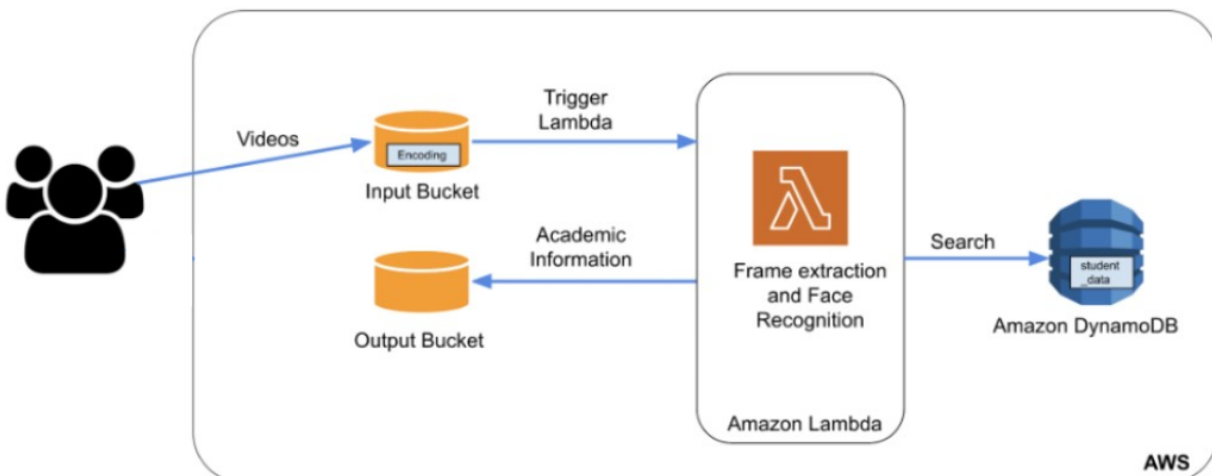 Videos
Encoding
Input Bucket
Trigger
Lambda
Academic
Information
Output Bucket
Frame extraction
and Face
Recognition
Amazon Lambda
Search
student
_data
Amazon DynamoDB
AWS